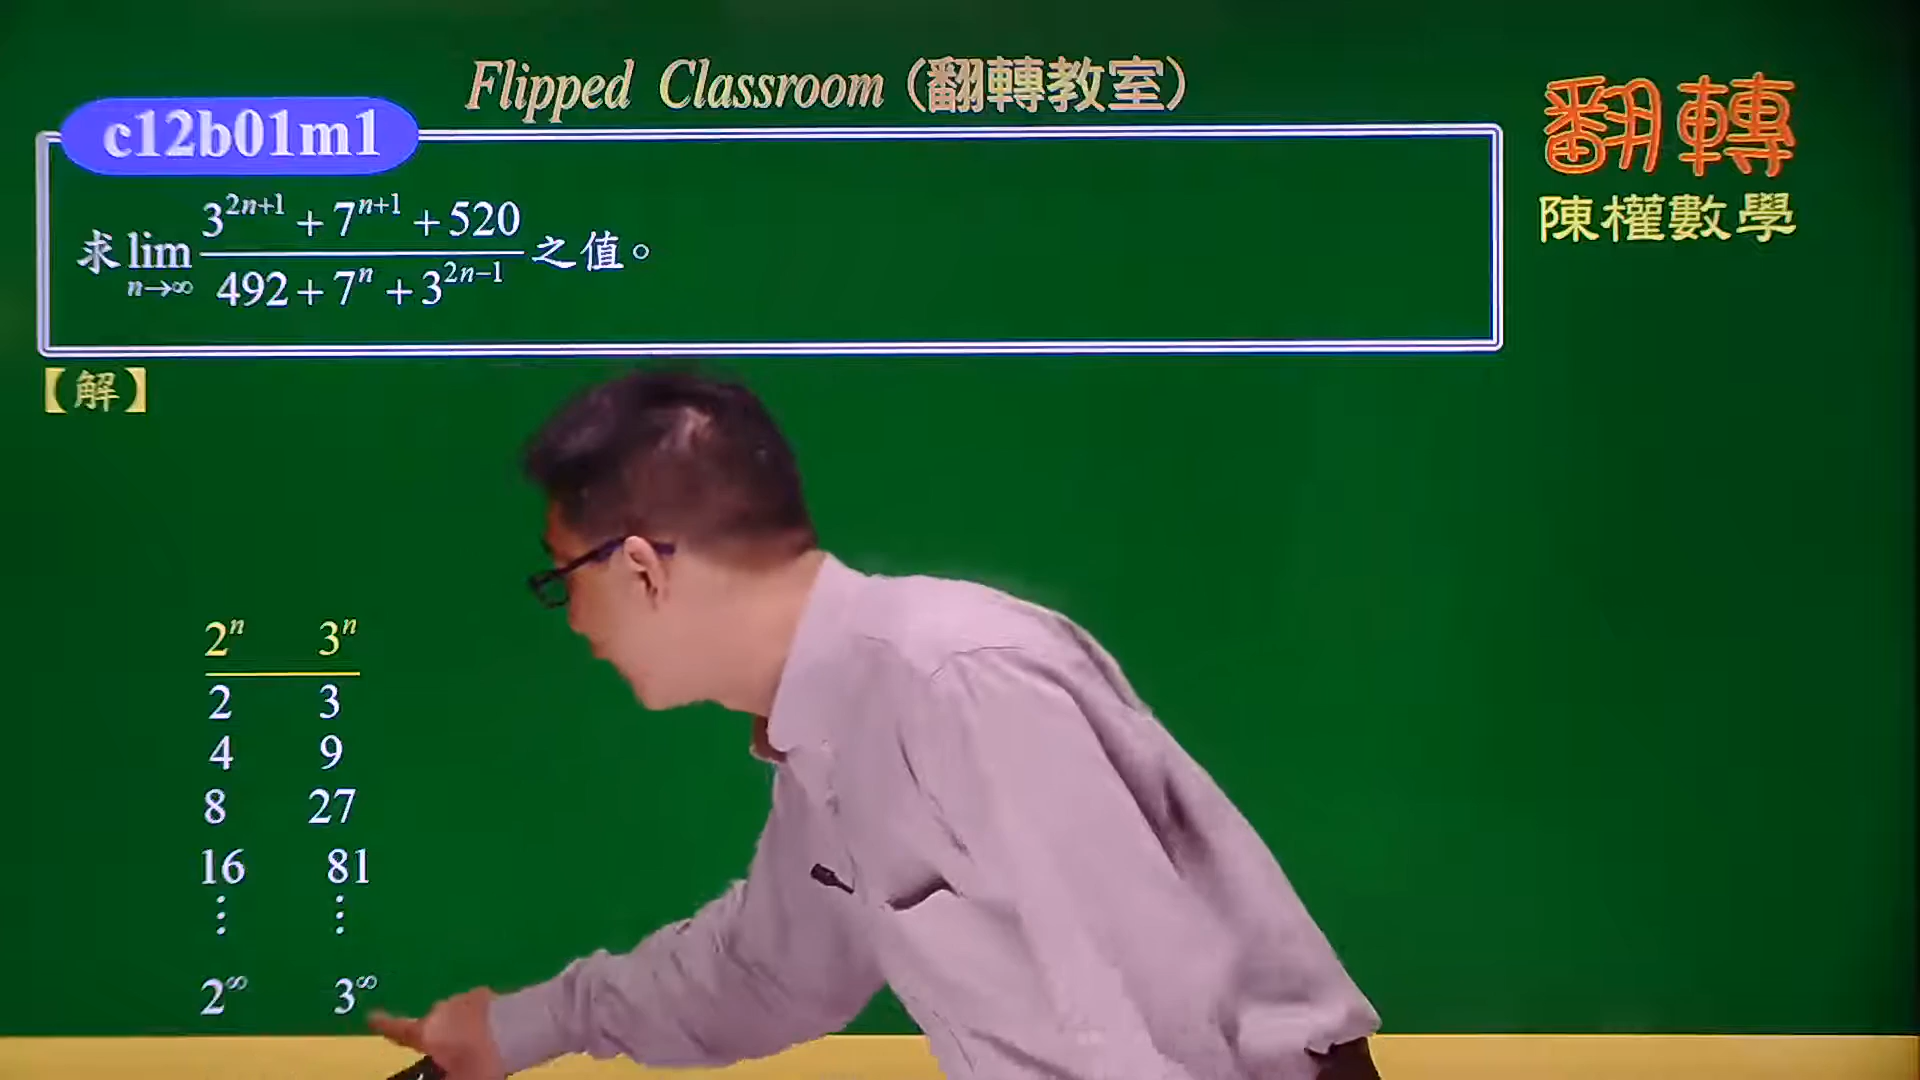 Flipped Classroom (翻轉教室)
翻轉
陳權數學
c12b01m1
求 lim n→∞ (3^{2n+1} + 7^{n+1} + 520) / (492 + 7^n + 3^{2n−1}) 之值。
【解】
2^n 3^n
2 3
4 9
8 27
16 81
⋮ ⋮
2^∞ 3^∞